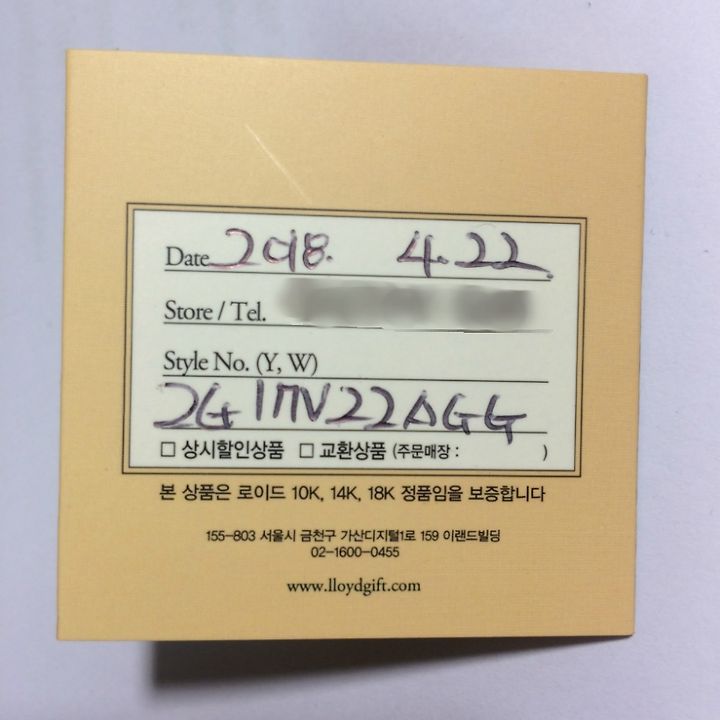 Date 2018. 4. 22.
Store / Tel.
Style No. (Y, W)
□ 상시할인상품 □ 교환상품 (주문매장 : )
본 상품은 로이드 10K, 14K, 18K 정품임을 보증합니다
155-803 서울시 금천구 가산디지털1로 159 이랜드빌딩
02-1600-0455
www.lloydgift.com